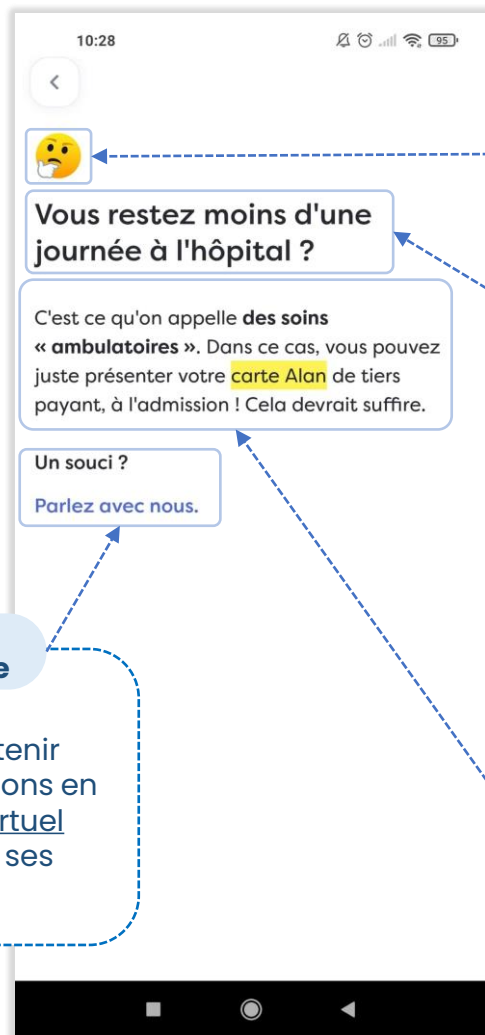 10:28
95
Vous restez moins d'une
journée à l'hôpital ?
C'est ce qu'on appelle des soins
« ambulatoires ». Dans ce cas, vous pouvez
juste présenter votre carte Alan de tiers
payant, à l'admission ! Cela devrait suffire.
Un souci ?
Parlez avec nous.
e
tenir
ons en
rtuel
ses